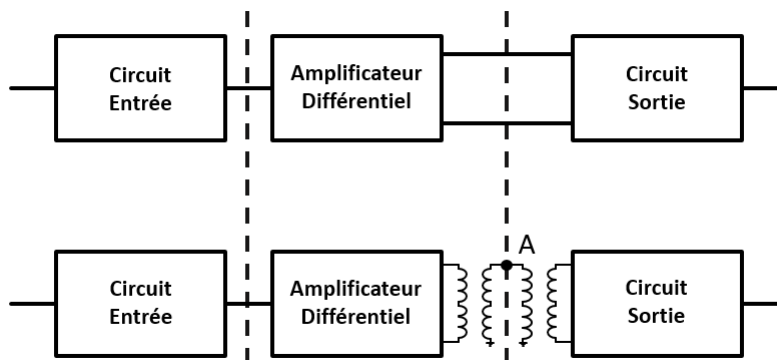 Circuit
Entrée
Amplificateur
Différentiel
Circuit
Sortie
A
Circuit
Entrée
Amplificateur
Différentiel
Circuit
Sortie